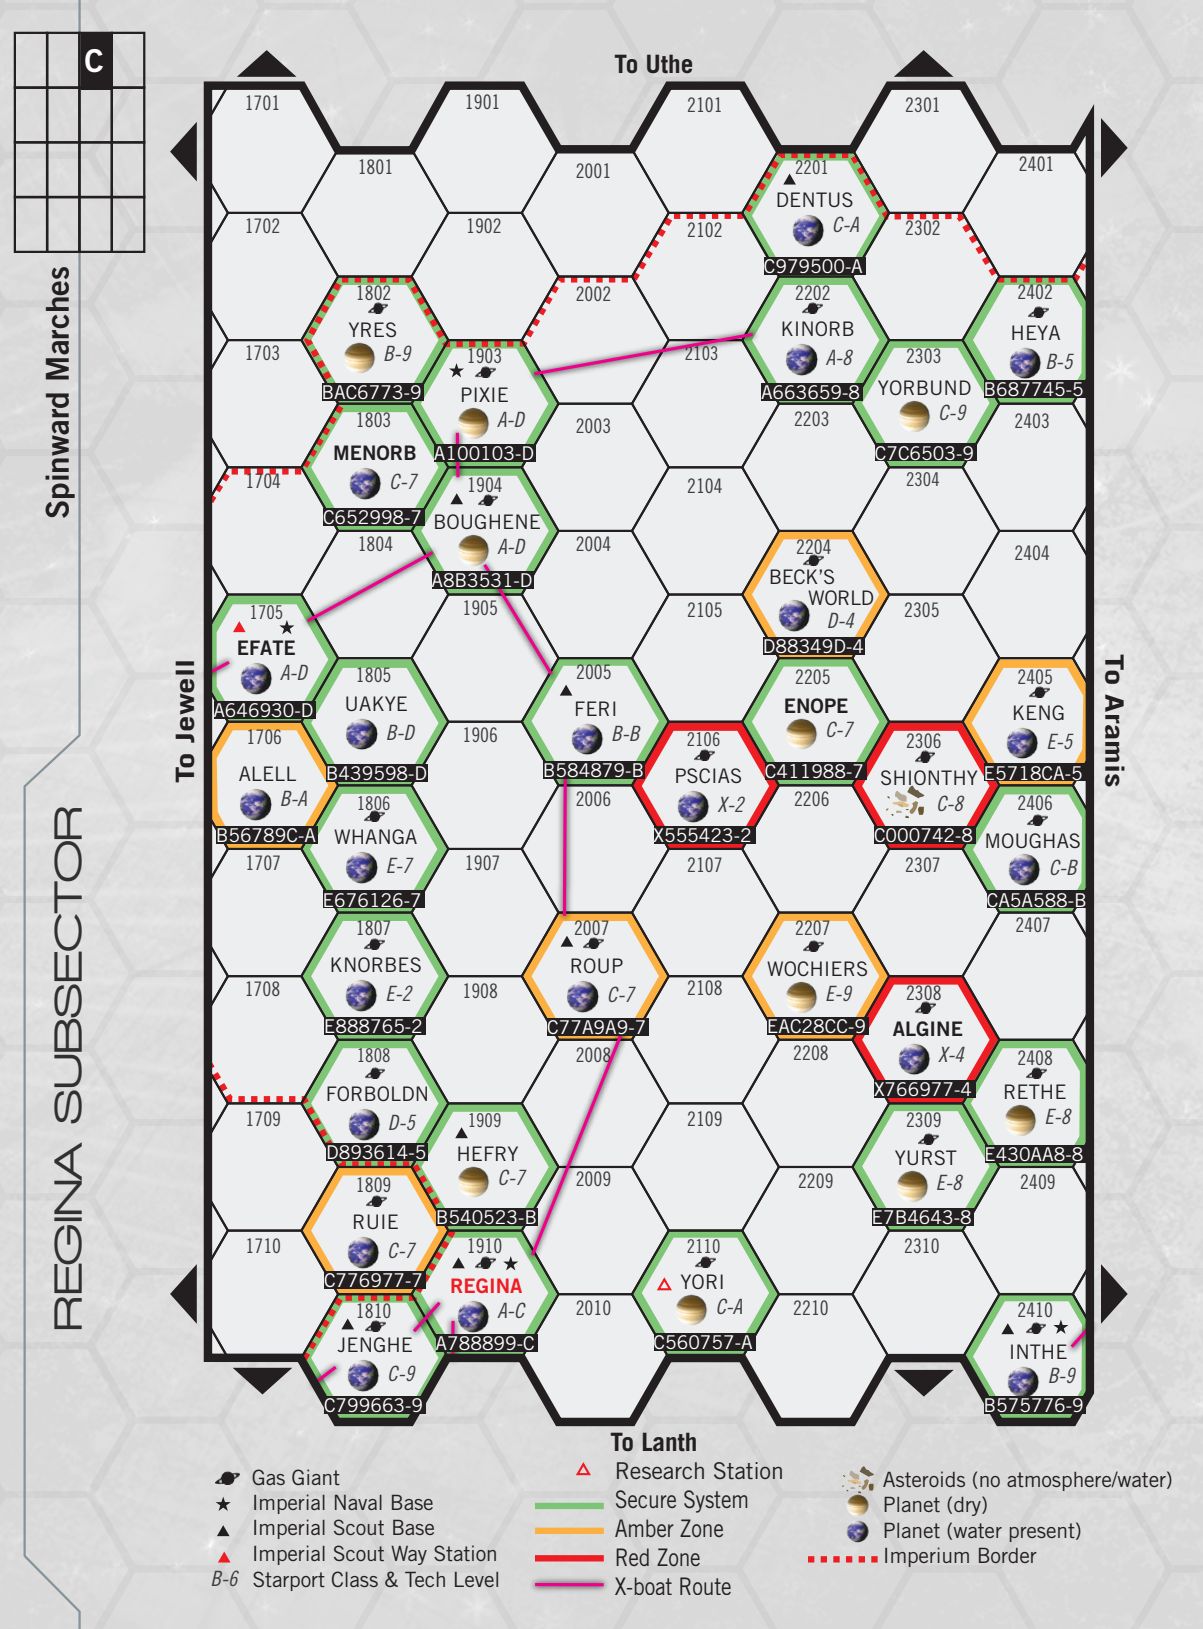 C
To Uthe
Spinward Marches
REGINA SUBSECTOR
To Jewell
To Aramis
1701
1901
2101
2301
1801
2001
2201
DENTUS
C-A
C979500-A
2401
1702
1902
2102
2302
1802
YRES
B-9
BAC6773-9
2002
2202
KINORB
A-8
A663659-8
2402
HEYA
B-5
B687745-5
1703
1903
PIXIE
A-D
A100103-D
2103
2303
YORBUND
C-9
C7C6503-9
1803
MENORB
C-7
C652998-7
2003
2203
2403
1704
1904
BOUGHENE
A-D
A8B3531-D
2104
2304
1804
2004
2204
BECK'S
WORLD
D-4
D88349D-4
2404
1705
EFATE
A-D
A646930-D
1905
2105
2305
1805
UAKYE
B-D
B439598-D
2005
FERI
B-B
B584879-B
2205
ENOPE
C-7
C411988-7
2405
KENG
E-5
E5718CA-5
1706
ALELL
B-A
B56789C-A
1906
2106
PSCIAS
X-2
X555423-2
2306
SHIONTHY
C-8
C000742-8
1806
WHANGA
E-7
E676126-7
2006
2206
2406
MOUGHAS
C-B
CA5A588-B
1707
1907
2107
2307
1807
KNORBES
E-2
E888765-2
2007
ROUP
C-7
C77A9A9-7
2207
WOCHIERS
E-9
EAC28CC-9
2407
1708
1908
2108
2308
ALGINE
X-4
X766977-4
1808
FORBOLDN
D-5
D893614-5
2008
2208
2408
RETHE
E-8
E430AA8-8
1709
1909
HEFRY
C-7
B540523-B
2109
2309
YURST
E-8
E7B4643-8
1809
RUIE
C-7
C776977-7
2009
2209
2409
1710
1910
REGINA
A-C
A788899-C
2110
YORI
C-A
C560757-A
2310
1810
JENGHE
C-9
C799663-9
2010
2210
2410
INTHE
B-9
B575776-9
To Lanth
Gas Giant
Imperial Naval Base
Imperial Scout Base
Imperial Scout Way Station
B-6 Starport Class & Tech Level
Research Station
Secure System
Amber Zone
Red Zone
X-boat Route
Asteroids (no atmosphere/water)
Planet (dry)
Planet (water present)
Imperium Border